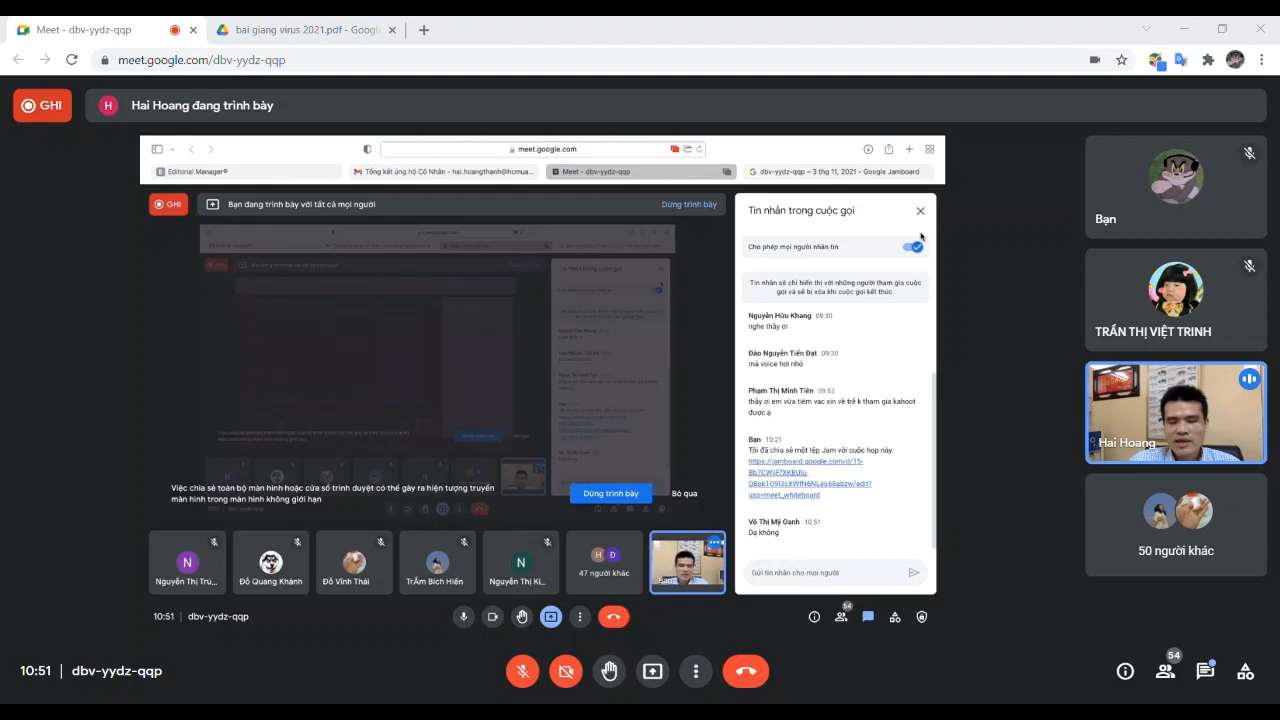 Meet - dbv-yydz-qqp
bai giang virus 2021.pdf - Googl
meet.google.com/dbv-yydz-qqp
GHI
H
Hai Hoang đang trình bày
meet.google.com
Editorial Manager®
Tổng kết ủng hộ Cô Nhân - hai.hoangthanh@hcmua...
Meet - dbv-yydz-qqp
dbv-yydz-qqp – 3 thg 11, 2021 - Google Jamboard
GHI
Bạn đang trình bày với tất cả mọi người
Dừng trình bày
Tin nhắn trong cuộc gọi
Cho phép mọi người nhắn tin
Tin nhắn sẽ chỉ hiển thị với những người tham gia cuộc
gọi và sẽ bị xóa khi cuộc gọi kết thúc.
Nguyễn Hữu Khang 09:30
nghe thầy ơi
Đào Nguyễn Tiến Đạt 09:30
mà voice hơi nhỏ
Phạm Thị Minh Tiên 09:52
thầy ơi em vừa tiêm vac xin về trễ k tham gia kahoot
được ạ
Bạn 10:21
Tôi đã chia sẻ một tệp Jam với cuộc họp này.
https://jamboard.google.com/d/15-
usp=meet_whiteboard
Võ Thị Mỹ Oanh 10:51
Dạ không
Gửi tin nhắn cho mọi người
Việc chia sẻ toàn bộ màn hình hoặc cửa sổ trình duyệt có thể gây ra hiện tượng truyền
màn hình trong màn hình không giới hạn
Dừng trình bày
Bỏ qua
N
Nguyễn Thị Trú...
Đỗ Quang Khánh
Đỗ Vĩnh Thái
TrẦm Bích Hiền
N
Nguyễn Thị Ki...
H
Đ
47 người khác
Bạn
10:51
dbv-yydz-qqp
54
Bạn
TRẦN THỊ VIỆT TRINH
Hai Hoang
50 người khác
10:51
dbv-yydz-qqp
54